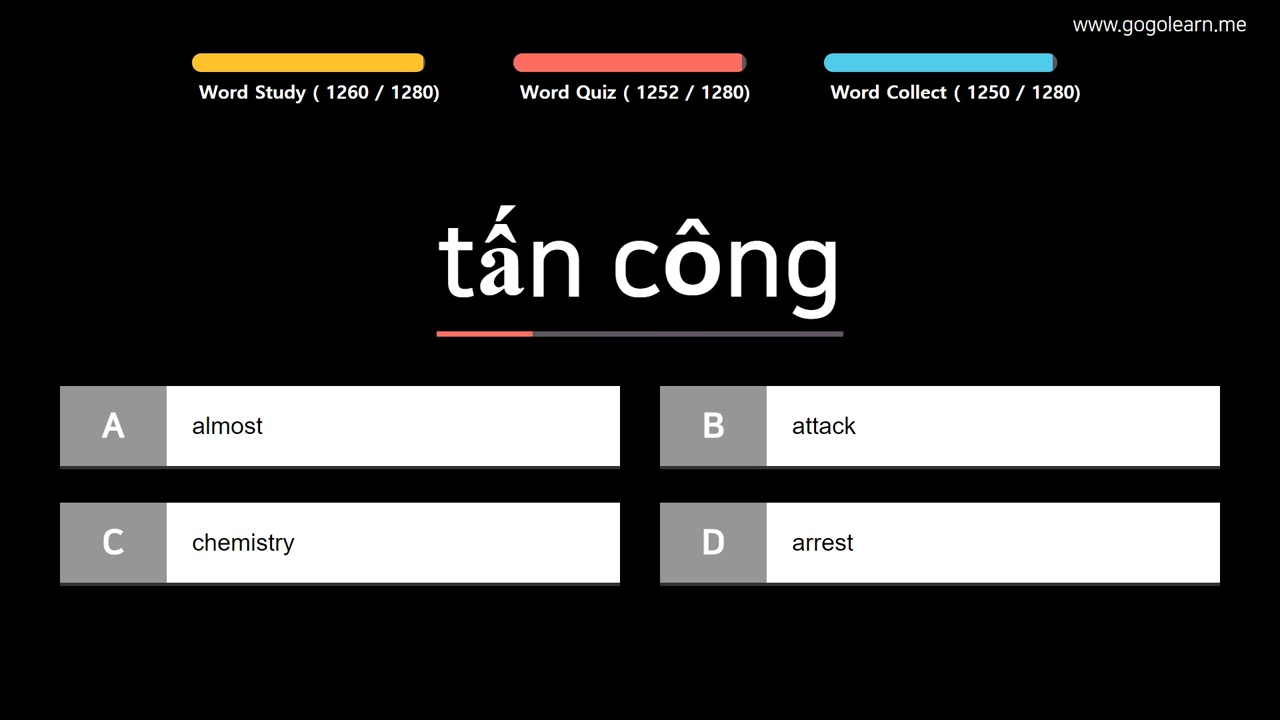 www.gogolearn.me
Word Study ( 1260 / 1280)
Word Quiz ( 1252 / 1280)
Word Collect ( 1250 / 1280)
tấn công
A almost
B attack
C chemistry
D arrest